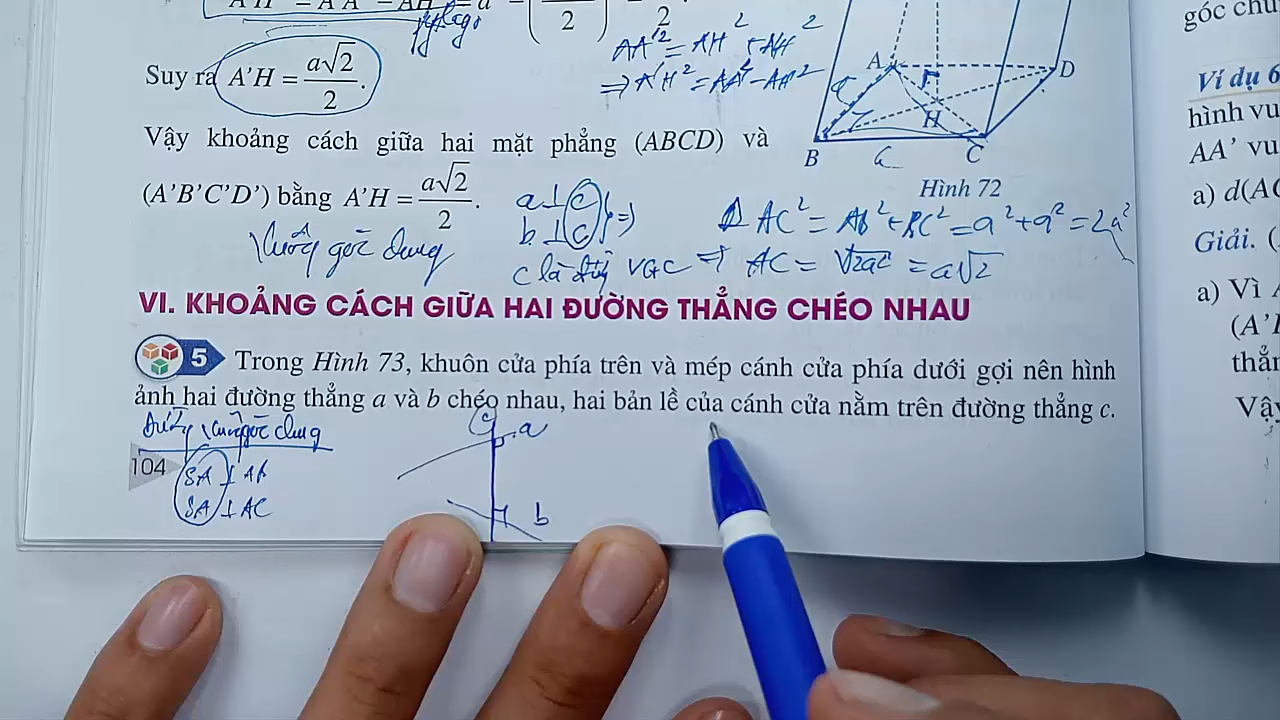 Suy ra A'H = a√2/2.
AA'² = AH² + A'H²
⇒ A'H² = AA'² - AH²
A D
H
B a C
Hình 72
Vậy khoảng cách giữa hai mặt phẳng (ABCD) và
(A'B'C'D') bằng A'H = a√2/2.
a ⊥ c
b ⊥ c } ⇒
AC² = AB² + BC² = a² + a² = 2a²
⇒ AC = √2a² = a√2
VI. KHOẢNG CÁCH GIỮA HAI ĐƯỜNG THẲNG CHÉO NHAU
5 Trong Hình 73, khuôn cửa phía trên và mép cánh cửa phía dưới gợi nên hình
ảnh hai đường thẳng a và b chéo nhau, hai bản lề của cánh cửa nằm trên đường thẳng c.
c a
104
SA ⊥ AB
SA ⊥ AC
b
góc
Ví dụ 6
hình vu
AA' vu
a) d(AC
Giải. (
a) Vì A
thẳn
Vậy